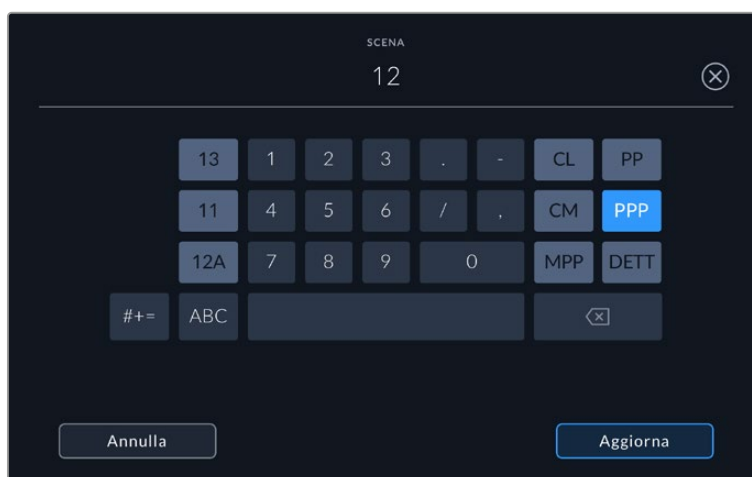 SCENA
12
13 1 2 3 . - CL PP
11 4 5 6 / , CM PPP
12A 7 8 9 0 MPP DETT
#+= ABC
Annulla Aggiorna